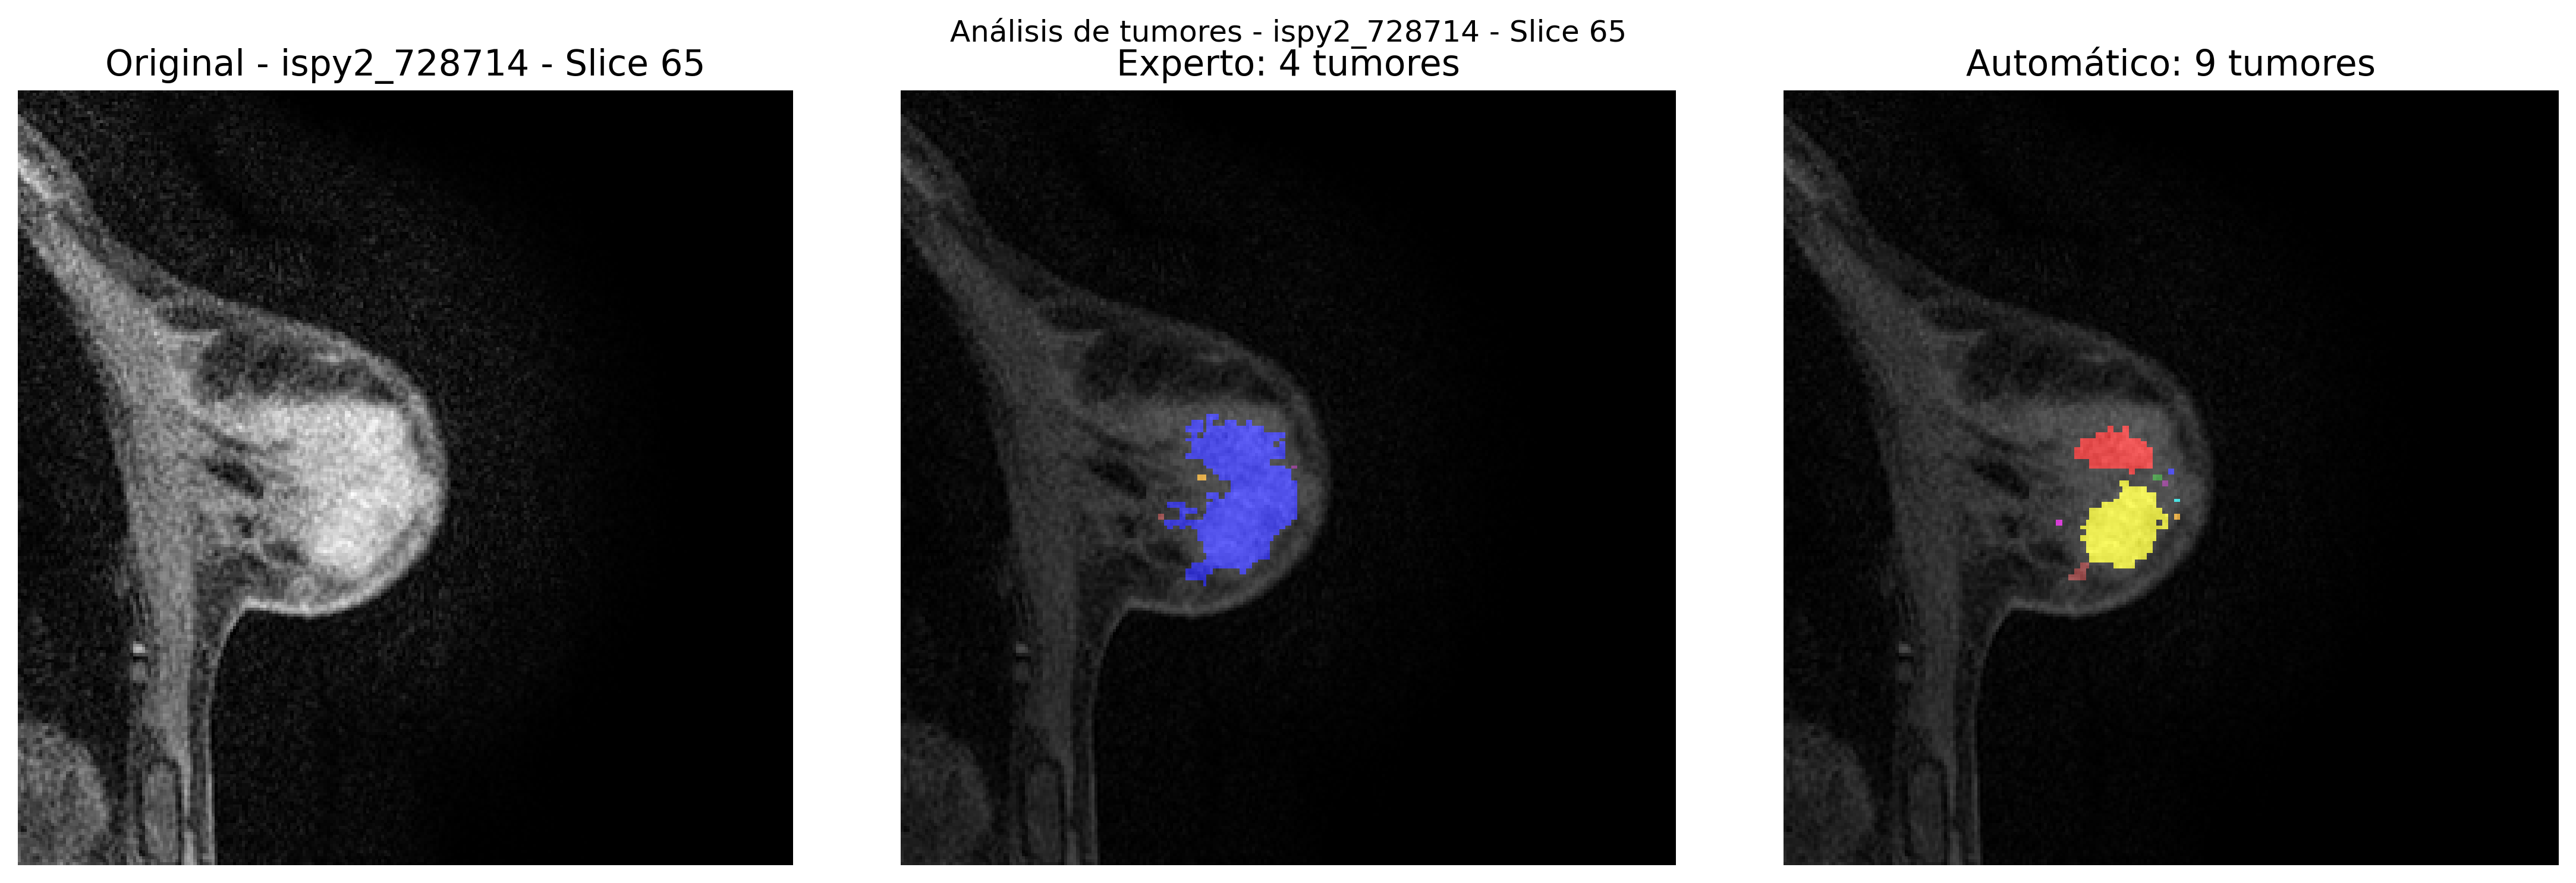 Análisis de tumores - ispy2_728714 - Slice 65
Original - ispy2_728714 - Slice 65
Experto: 4 tumores
Automático: 9 tumores